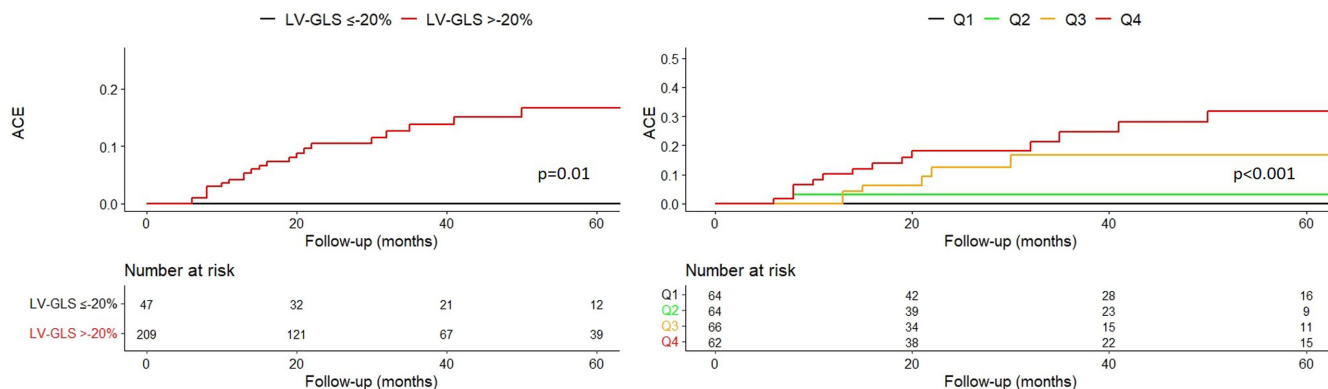 LV-GLS ≤-20% LV-GLS >-20%
ACE
0.2
0.1
0.0
p=0.01
0 20 40 60
Follow-up (months)
Number at risk
LV-GLS ≤-20% 47 32 21 12
LV-GLS >-20% 209 121 67 39
0 20 40 60
Follow-up (months)
Q1 Q2 Q3 Q4
ACE
0.5
0.4
0.3
0.2
0.1
0.0
p<0.001
0 20 40 60
Follow-up (months)
Number at risk
Q1 64 42 28 16
Q2 64 39 23 9
Q3 66 34 15 11
Q4 62 38 22 15
0 20 40 60
Follow-up (months)